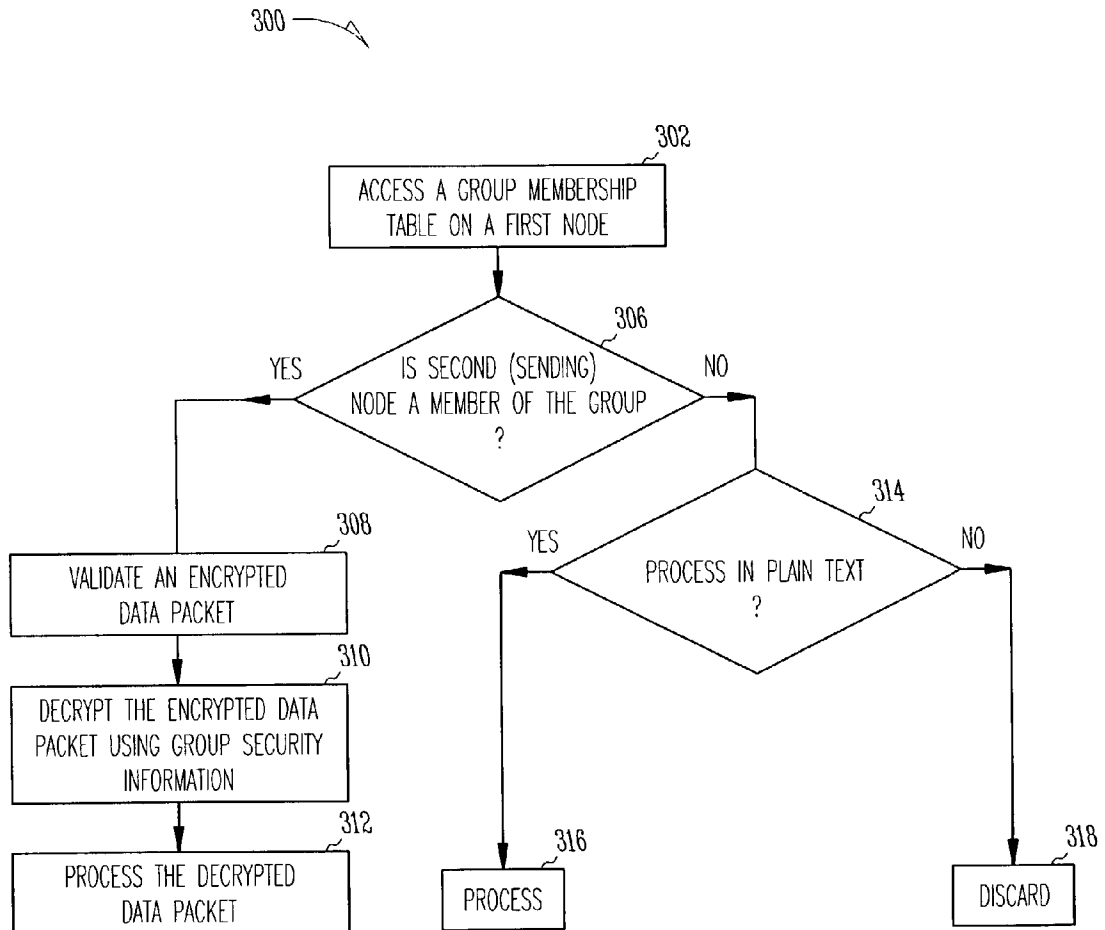 300
302
ACCESS A GROUP MEMBERSHIP
TABLE ON A FIRST NODE
306
YES
IS SECOND (SENDING)
NODE A MEMBER OF THE GROUP
?
NO
308
VALIDATE AN ENCRYPTED
DATA PACKET
314
YES
PROCESS IN PLAIN TEXT
?
NO
310
DECRYPT THE ENCRYPTED DATA
PACKET USING GROUP SECURITY
INFORMATION
312
PROCESS THE DECRYPTED
DATA PACKET
316
PROCESS
318
DISCARD